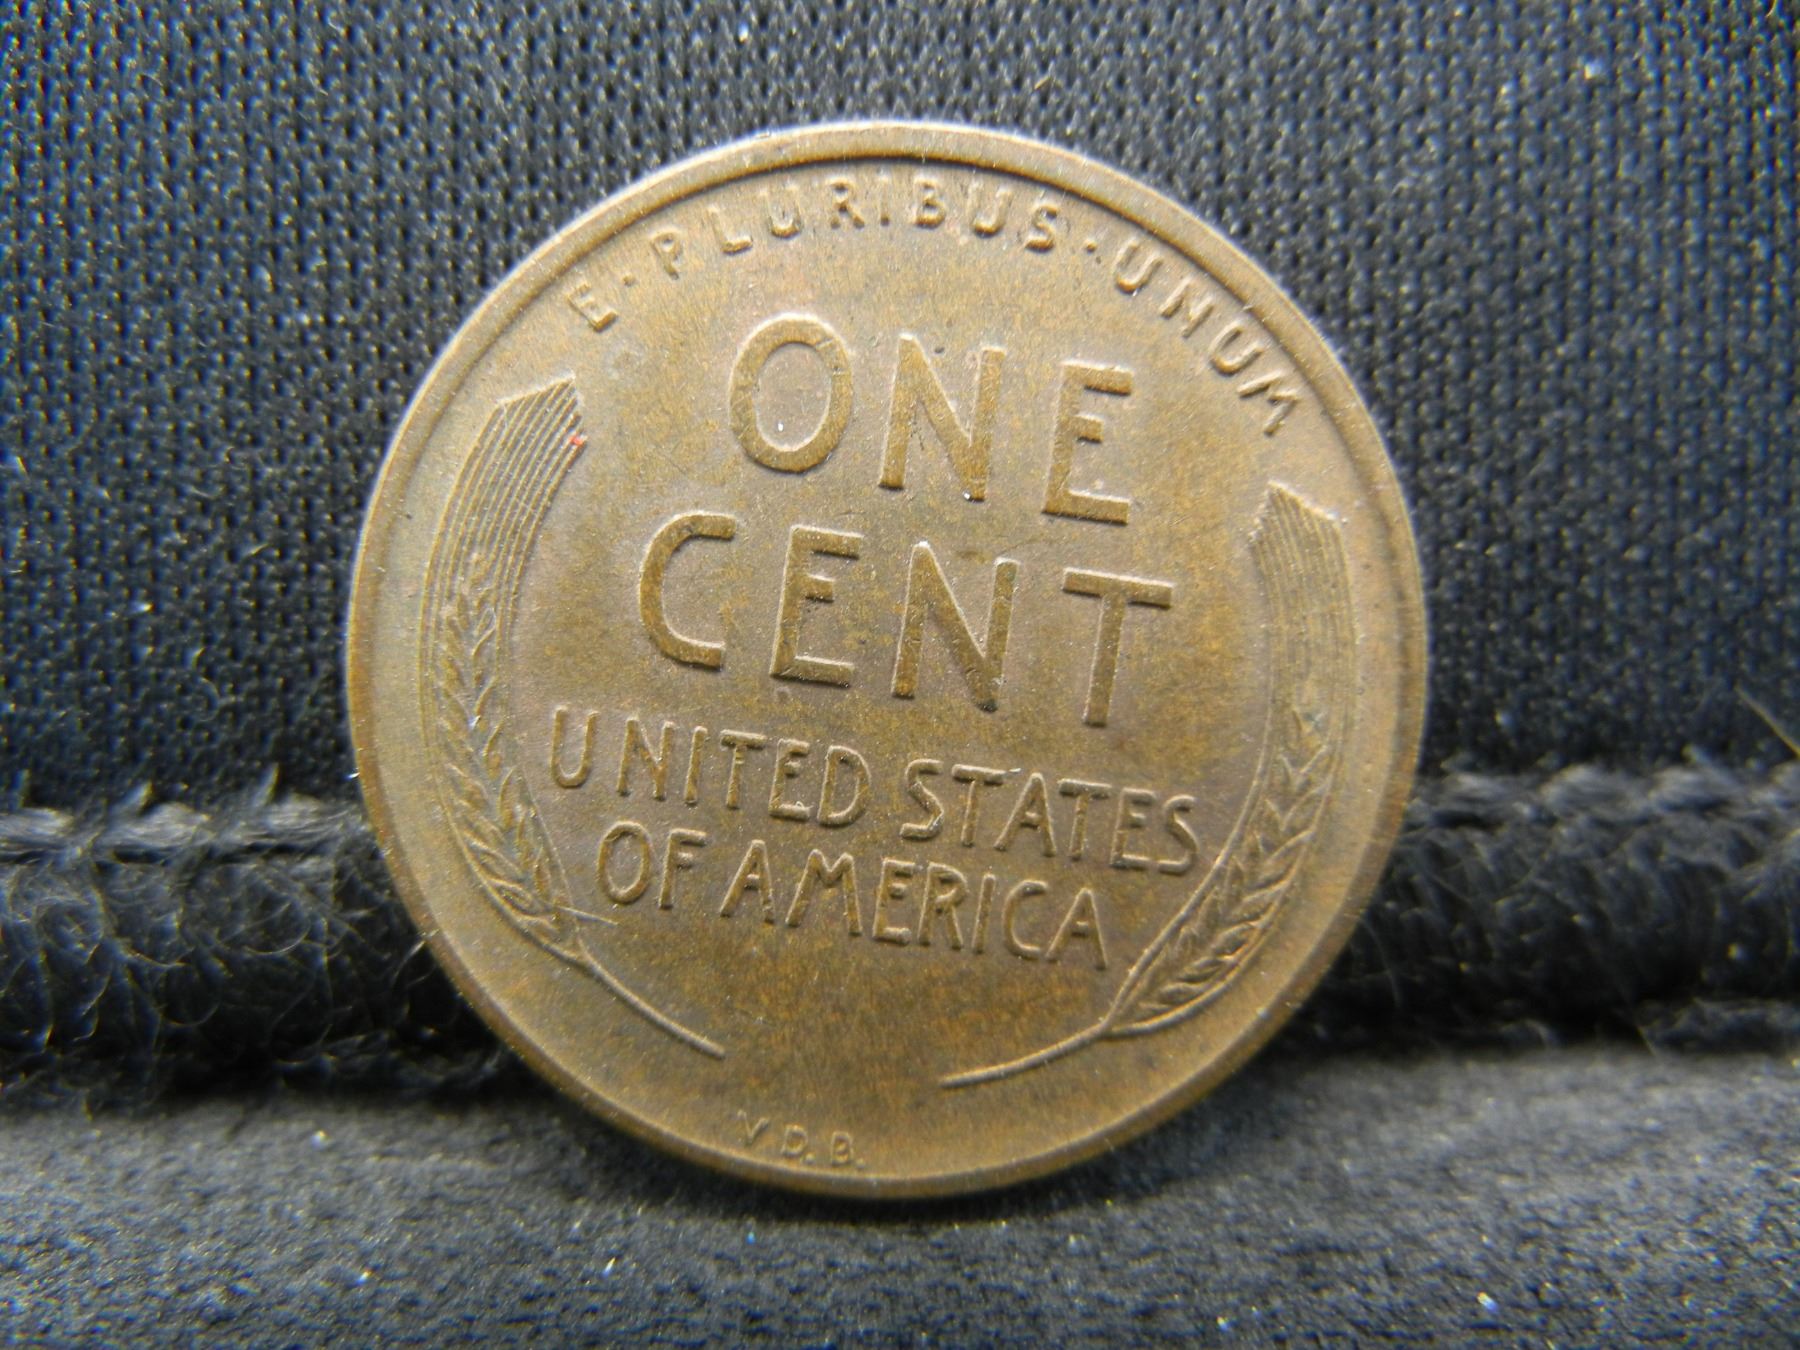 E·PLURIBUS·UNUM
ONE
CENT
UNITED STATES
OF AMERICA
V.D.B.